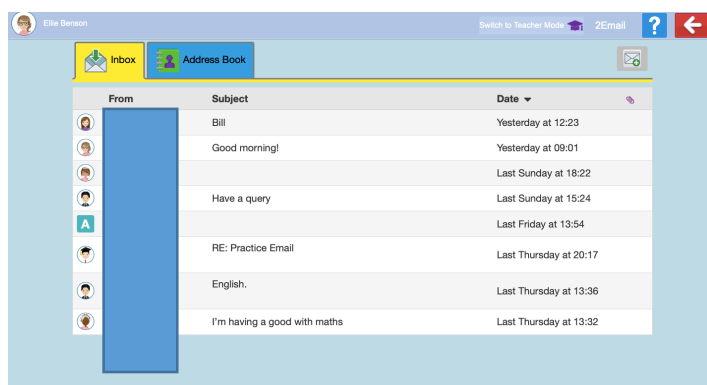 Ellie Benson Switch to Teacher Mode 2Email ?
Inbox Address Book
From Subject Date
Bill Yesterday at 12:23
Good morning! Yesterday at 09:01
Last Sunday at 18:22
Have a query Last Sunday at 15:24
A Last Friday at 13:54
RE: Practice Email Last Thursday at 20:17
English. Last Thursday at 13:36
I'm having a good with maths Last Thursday at 13:32